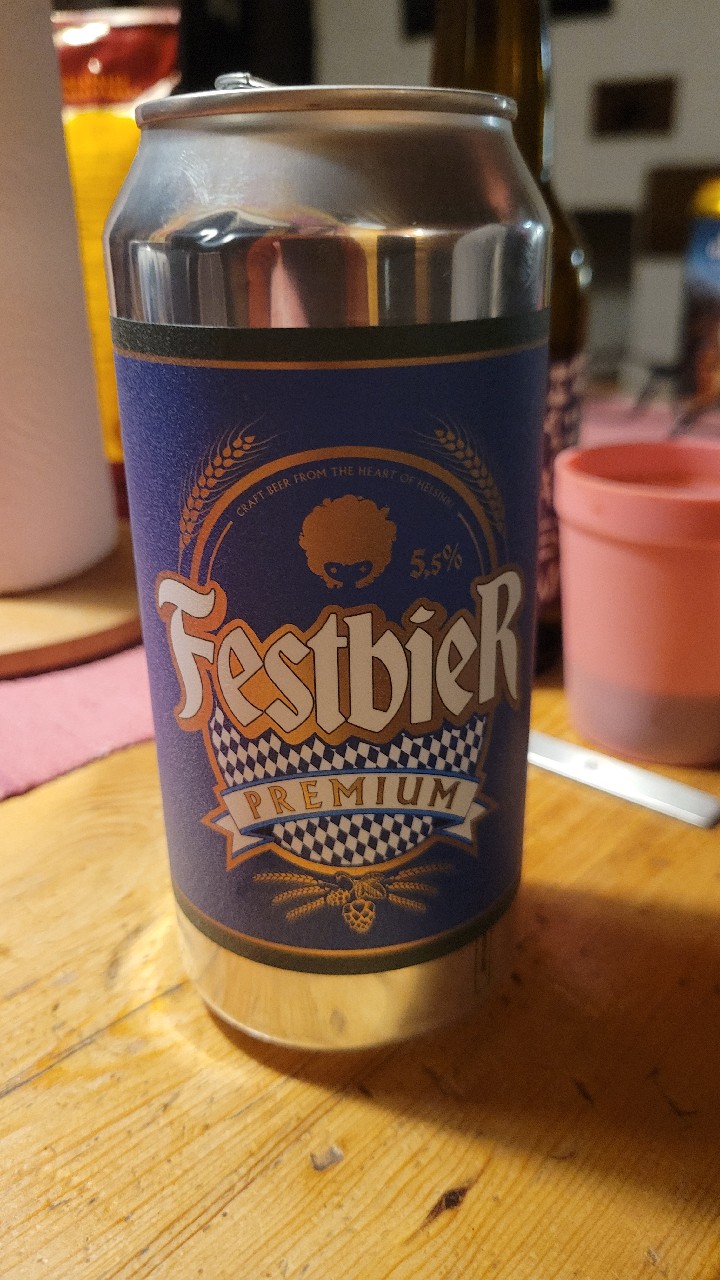 CRAFT BEER FROM THE HEART OF HELSINKI
5,5%
FestbieR
PREMIUM